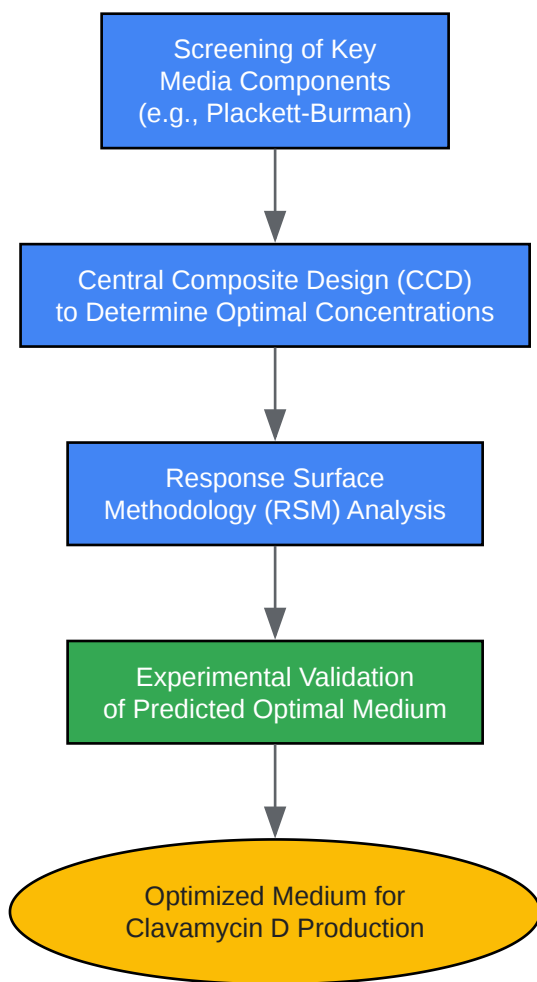 Screening of Key
Media Components
(e.g., Plackett-Burman)
Central Composite Design (CCD)
to Determine Optimal Concentrations
Response Surface
Methodology (RSM) Analysis
Experimental Validation
of Predicted Optimal Medium
Optimized Medium for
Clavamycin D Production